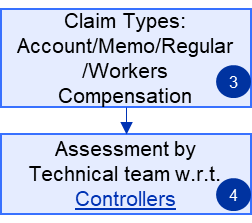 Claim Types:
Account/Memo/Regular
/Workers
Compensation
3
Assessment by
Technical team w.r.t.
Controllers
4